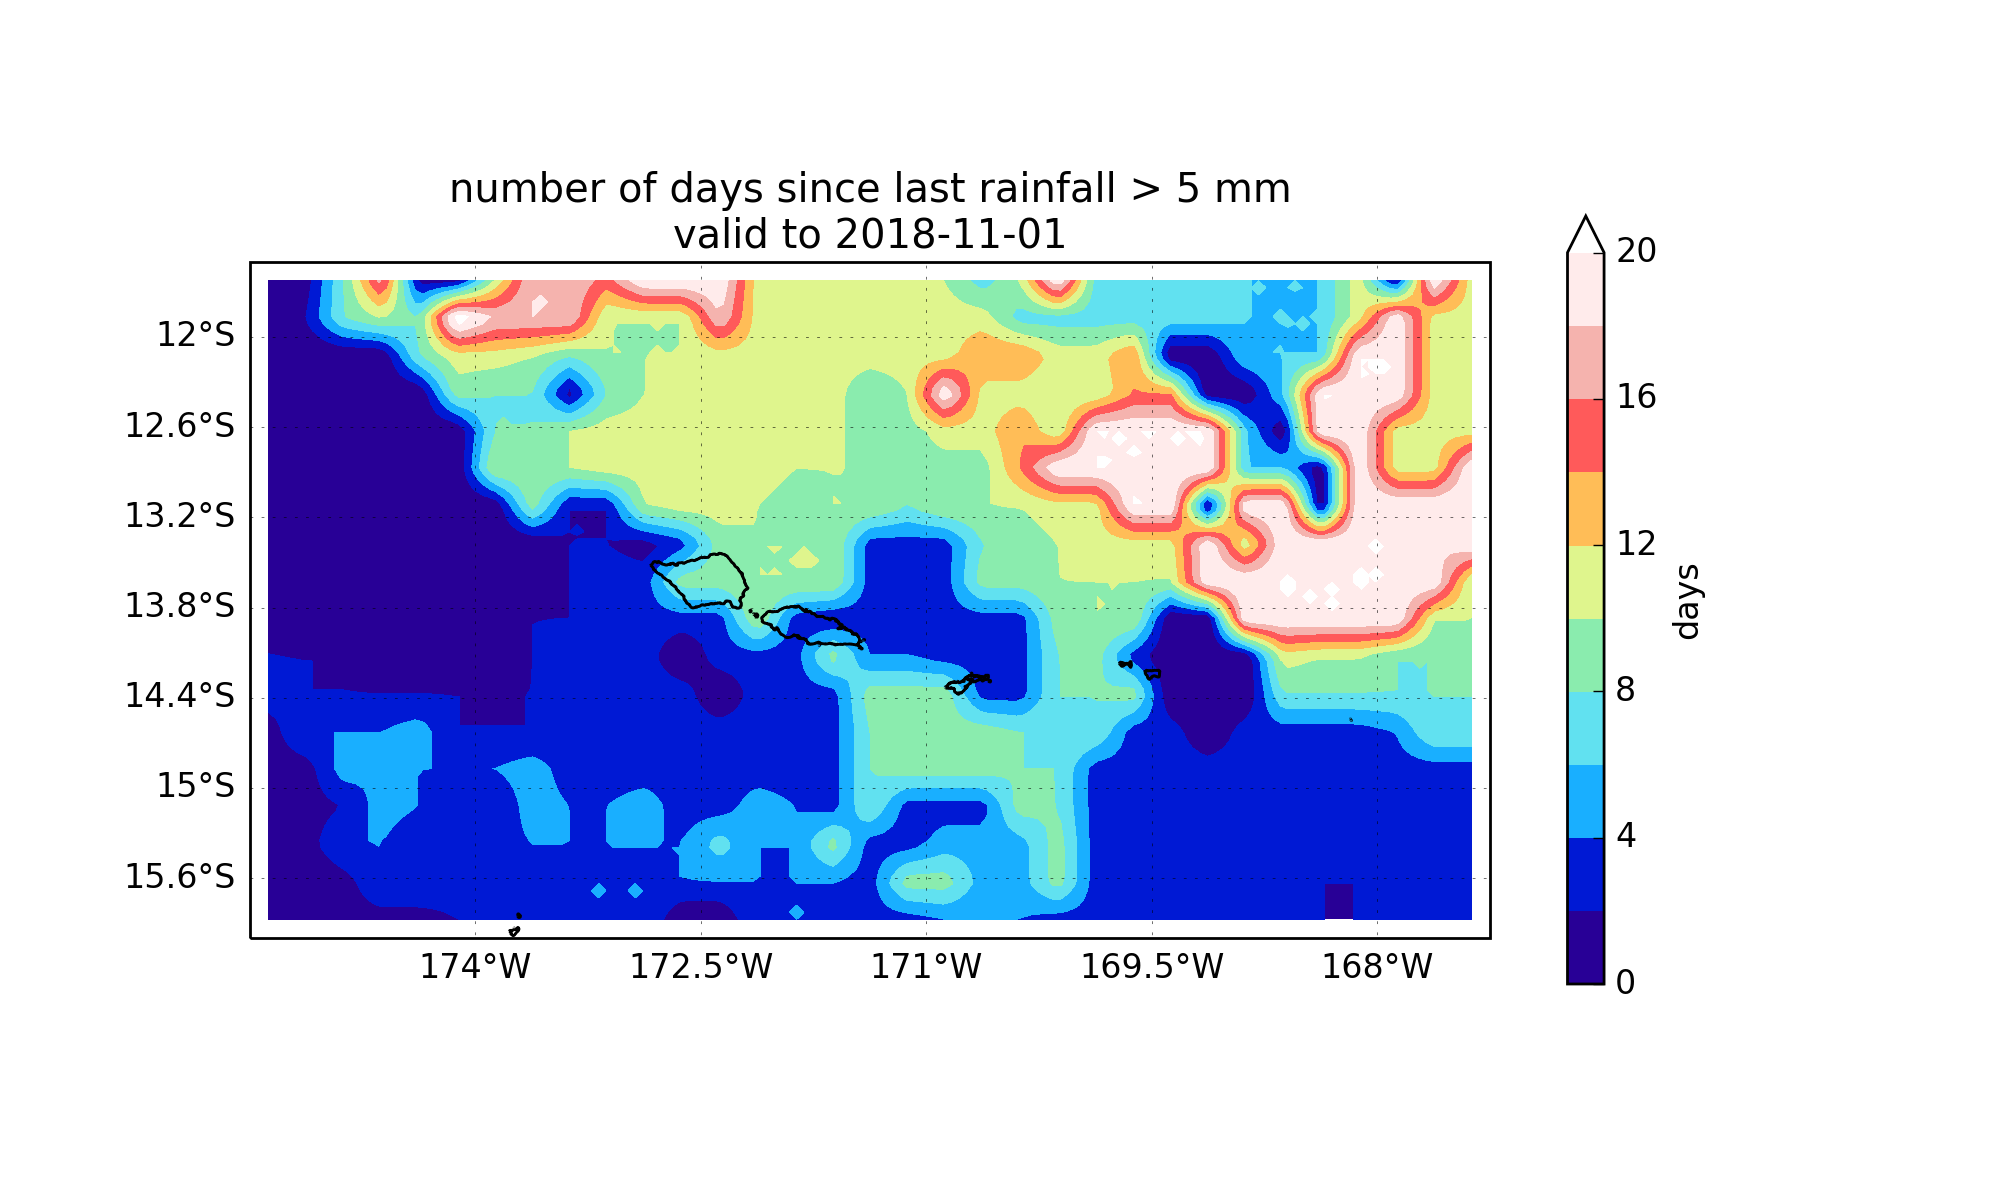 number of days since last rainfall > 5 mm
valid to 2018-11-01
12°S
12.6°S
13.2°S
13.8°S
14.4°S
15°S
15.6°S
174°W
172.5°W
171°W
169.5°W
168°W
20
16
12
8
4
0
days